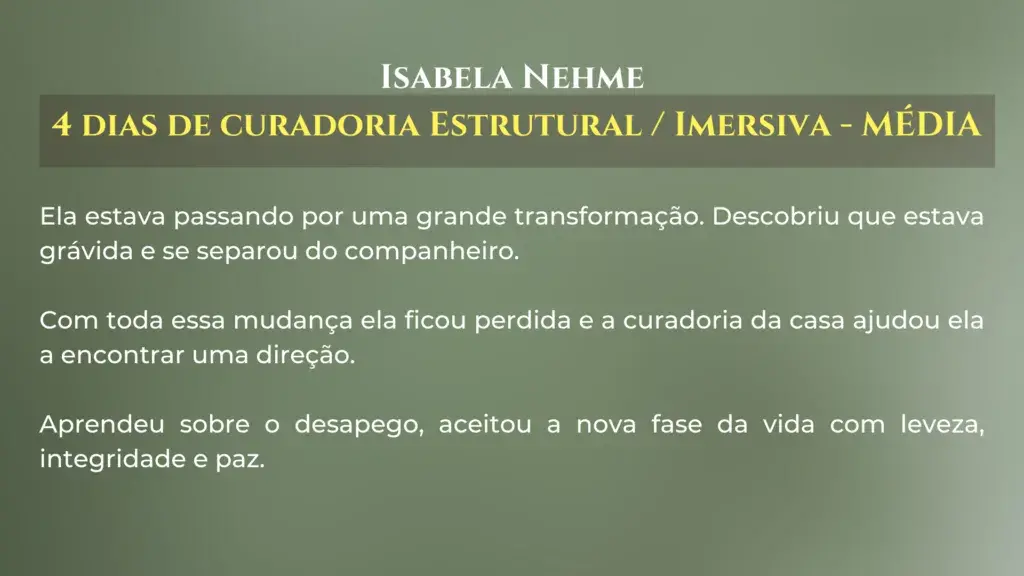 Isabela Nehme
4 dias de curadoria Estrutural / Imersiva - MÉDIA
Ela estava passando por uma grande transformação. Descobriu que estava
grávida e se separou do companheiro.
Com toda essa mudança ela ficou perdida e a curadoria da casa ajudou ela
a encontrar uma direção.
Aprendeu sobre o desapego, aceitou a nova fase da vida com leveza,
integridade e paz.